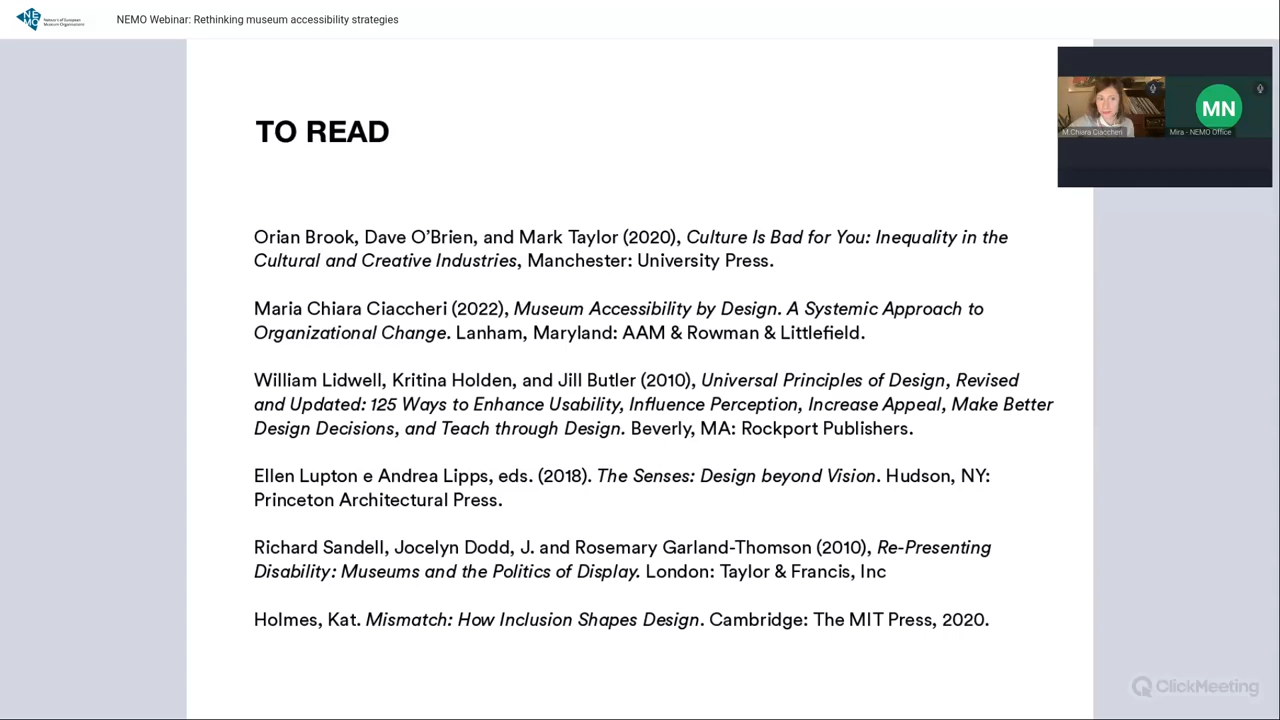 NEMO
Network of European
Museum Organisations
NEMO Webinar: Rethinking museum accessibility strategies
M.Chiara Ciaccheri
MN
Mira - NEMO Office
TO READ
Orian Brook, Dave O’Brien, and Mark Taylor (2020), Culture Is Bad for You: Inequality in the
Cultural and Creative Industries, Manchester: University Press.
Maria Chiara Ciaccheri (2022), Museum Accessibility by Design. A Systemic Approach to
Organizational Change. Lanham, Maryland: AAM & Rowman & Littlefield.
William Lidwell, Kritina Holden, and Jill Butler (2010), Universal Principles of Design, Revised
and Updated: 125 Ways to Enhance Usability, Influence Perception, Increase Appeal, Make Better
Design Decisions, and Teach through Design. Beverly, MA: Rockport Publishers.
Ellen Lupton e Andrea Lipps, eds. (2018). The Senses: Design beyond Vision. Hudson, NY:
Princeton Architectural Press.
Richard Sandell, Jocelyn Dodd, J. and Rosemary Garland-Thomson (2010), Re-Presenting
Disability: Museums and the Politics of Display. London: Taylor & Francis, Inc
Holmes, Kat. Mismatch: How Inclusion Shapes Design. Cambridge: The MIT Press, 2020.
ClickMeeting